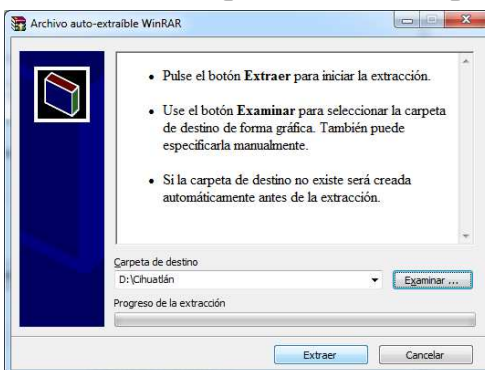 Archivo auto-extraíble WinRAR
• Pulse el botón Extraer para iniciar la extracción.
• Use el botón Examinar para seleccionar la carpeta
de destino de forma gráfica. También puede
especificarla manualmente.
• Si la carpeta de destino no existe será creada
automáticamente antes de la extracción.
Carpeta de destino
D:\Cihuatlán
Examinar ...
Progreso de la extracción
Extraer
Cancelar